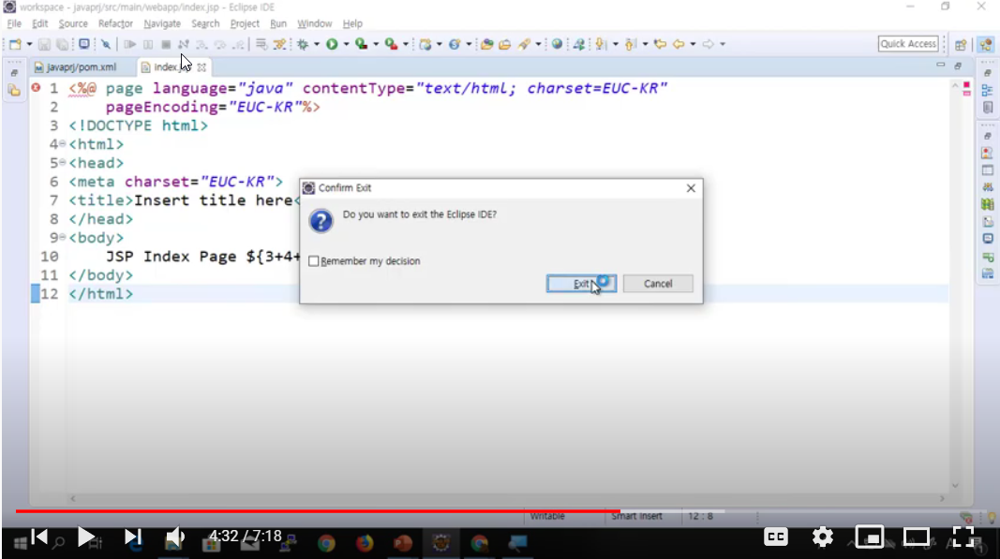 workspace - javaprj/src/main/webapp/index.jsp - Eclipse IDE
File Edit Source Refactor Navigate Search Project Run Window Help
Quick Access
javaprj/pom.xml
index.j
1 <%@ page language="java" contentType="text/html; charset=EUC-KR"
2 pageEncoding="EUC-KR"%>
3 <!DOCTYPE html>
4 <html>
5 <head>
6 <meta charset="EUC-KR">
7 <title>Insert title here<
8 </head>
9 <body>
10 JSP Index Page ${3+4+
11 </body>
12 </html>
Confirm Exit
Do you want to exit the Eclipse IDE?
Remember my decision
Exit Cancel
Writable Smart Insert 12 : 8
4:32 / 7:18
CC